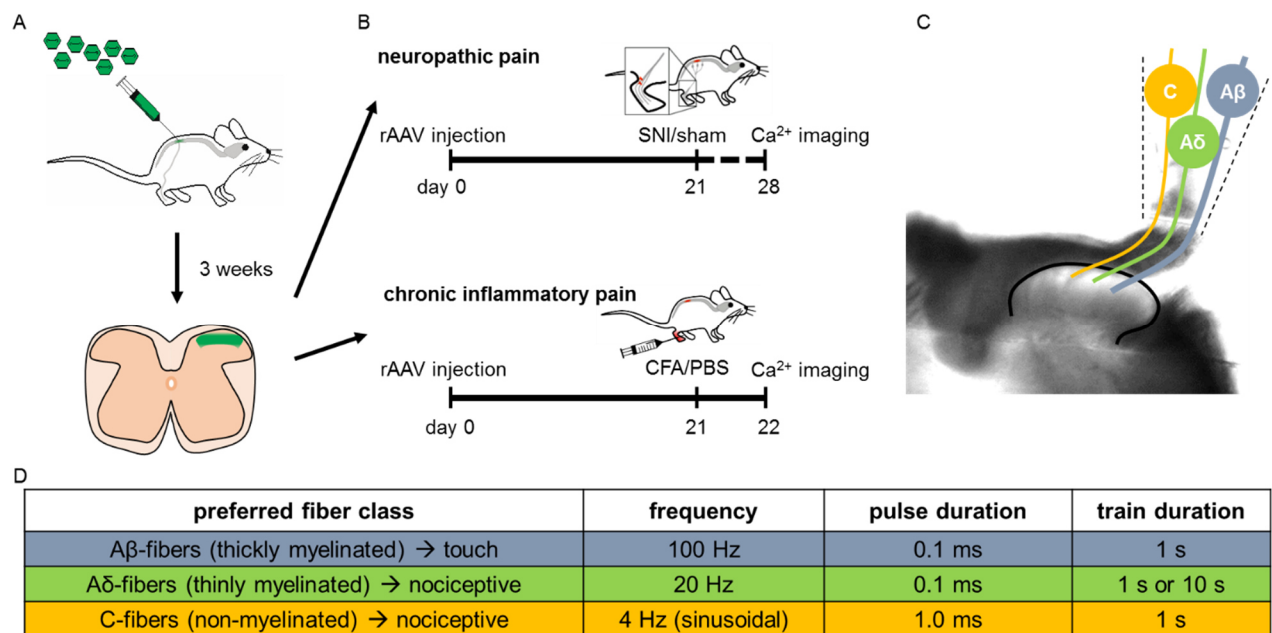 A
B
C
neuropathic pain
rAAV injection SNI/sham Ca²⁺ imaging
day 0 21 28
3 weeks
chronic inflammatory pain
rAAV injection CFA/PBS Ca²⁺ imaging
day 0 21 22
C Aβ
Aδ
D
preferred fiber class frequency pulse duration train duration
Aβ-fibers (thickly myelinated) → touch 100 Hz 0.1 ms 1 s
Aδ-fibers (thinly myelinated) → nociceptive 20 Hz 0.1 ms 1 s or 10 s
C-fibers (non-myelinated) → nociceptive 4 Hz (sinusoidal) 1.0 ms 1 s